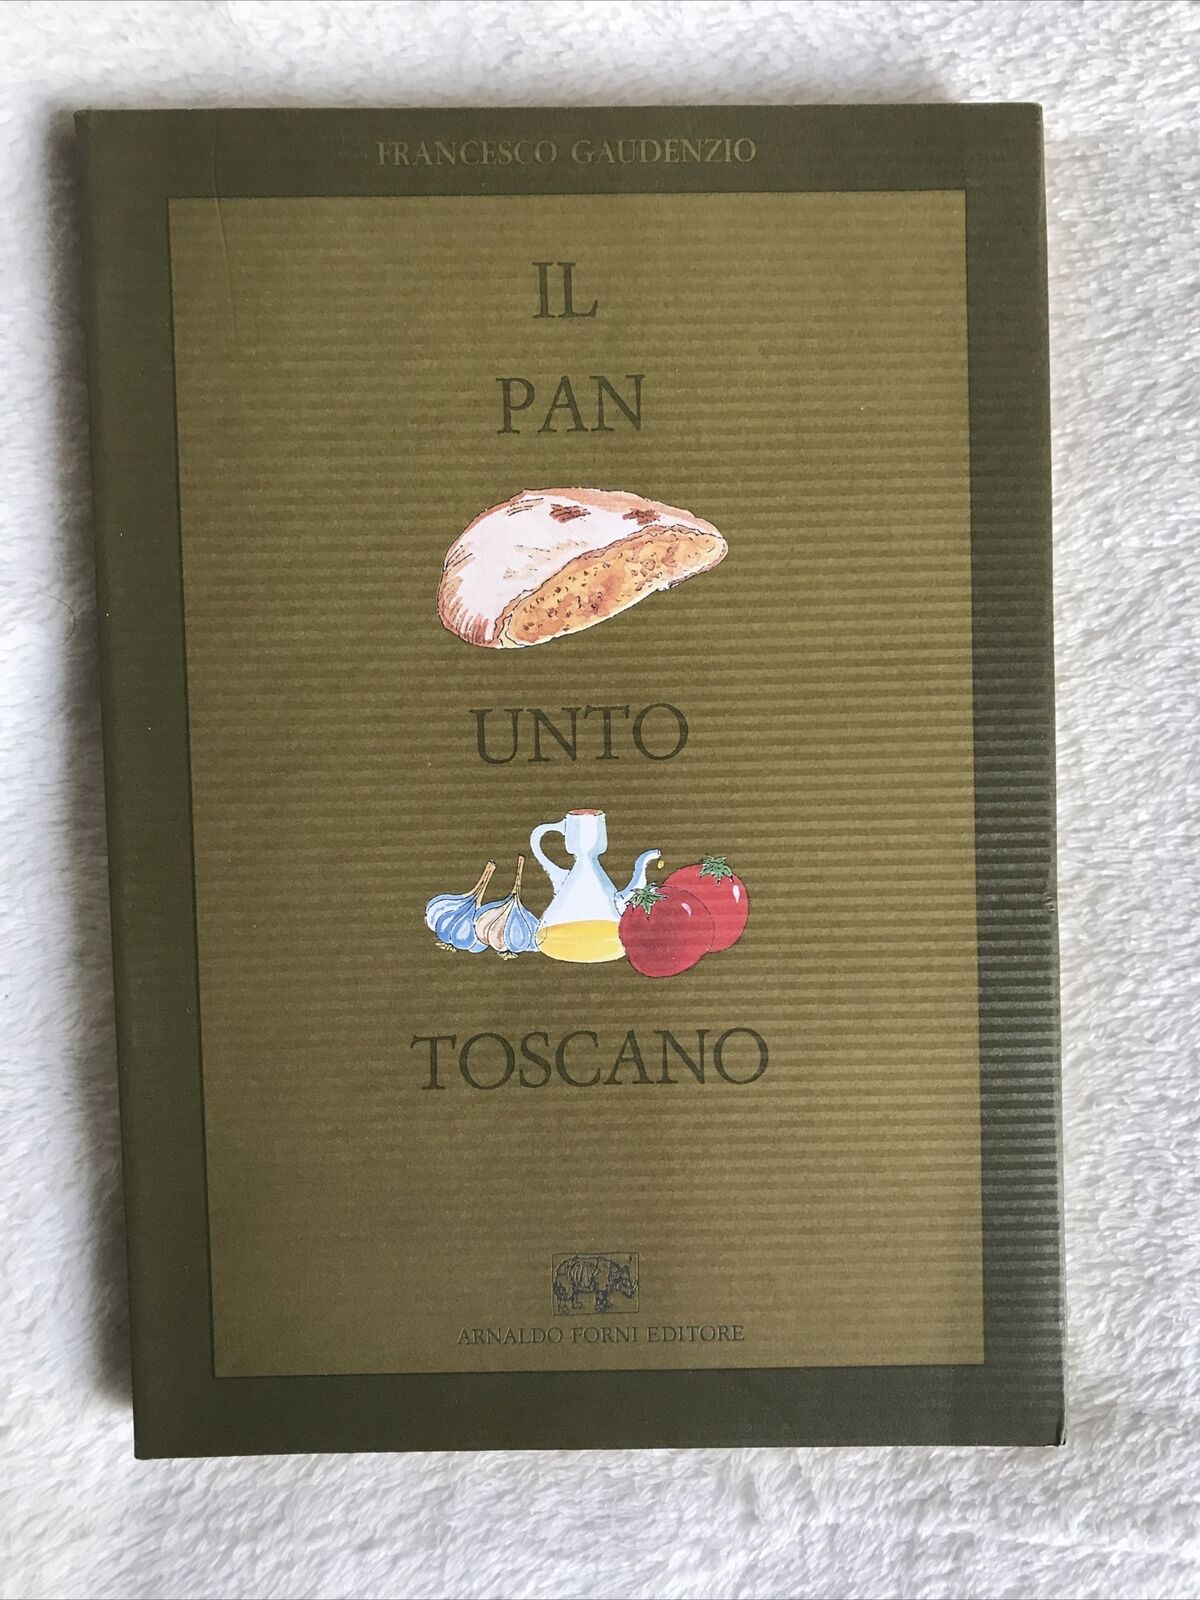 FRANCESCO GAUDENZIO
IL
PAN
UNTO
TOSCANO
ARNALDO FORNI EDITORE